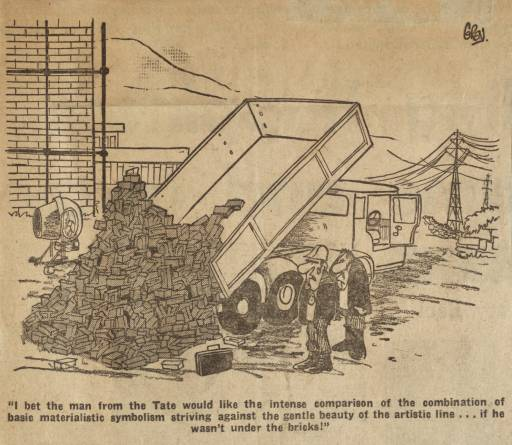 "I bet the man from the Tate would like the intense comparison of the combination of
basic materialistic symbolism striving against the gentle beauty of the artistic line . . . if he
wasn't under the bricks!"